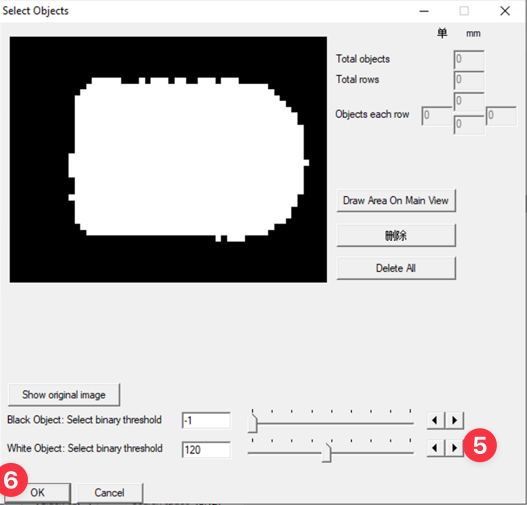 Select Objects
单 mm
Total objects 0
Total rows 0
0
Objects each row 0 0
0
Draw Area On Main View
删除
Delete All
Show original image
Black Object: Select binary threshold -1
White Object: Select binary threshold 120
5
6
OK Cancel